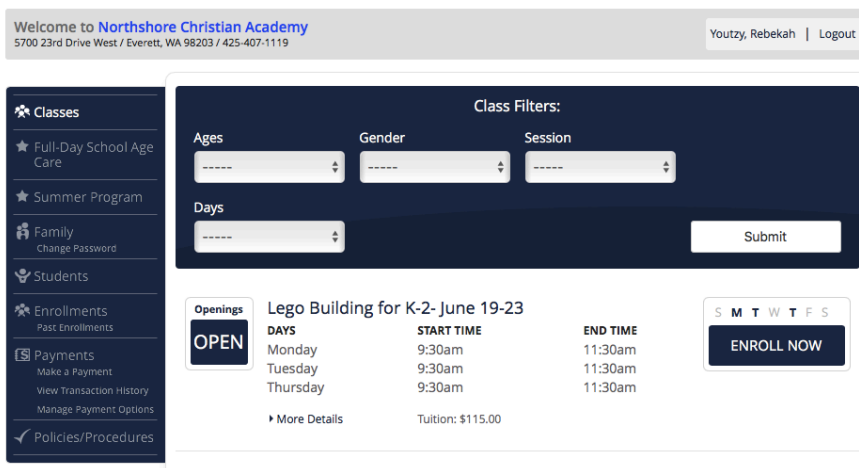 Welcome to Northshore Christian Academy
5700 23rd Drive West / Everett, WA 98203 / 425-407-1119
Youtzy, Rebekah | Logout
Classes
Full-Day School Age
Care
Summer Program
Family
Change Password
Students
Enrollments
Past Enrollments
Payments
Make a Payment
View Transaction History
Manage Payment Options
Policies/Procedures
Class Filters:
Ages Gender Session
----- ----- -----
Days
-----
Submit
Openings
OPEN
Lego Building for K-2- June 19-23
DAYS START TIME END TIME
Monday 9:30am 11:30am
Tuesday 9:30am 11:30am
Thursday 9:30am 11:30am
More Details Tuition: $115.00
S M T W T F S
ENROLL NOW